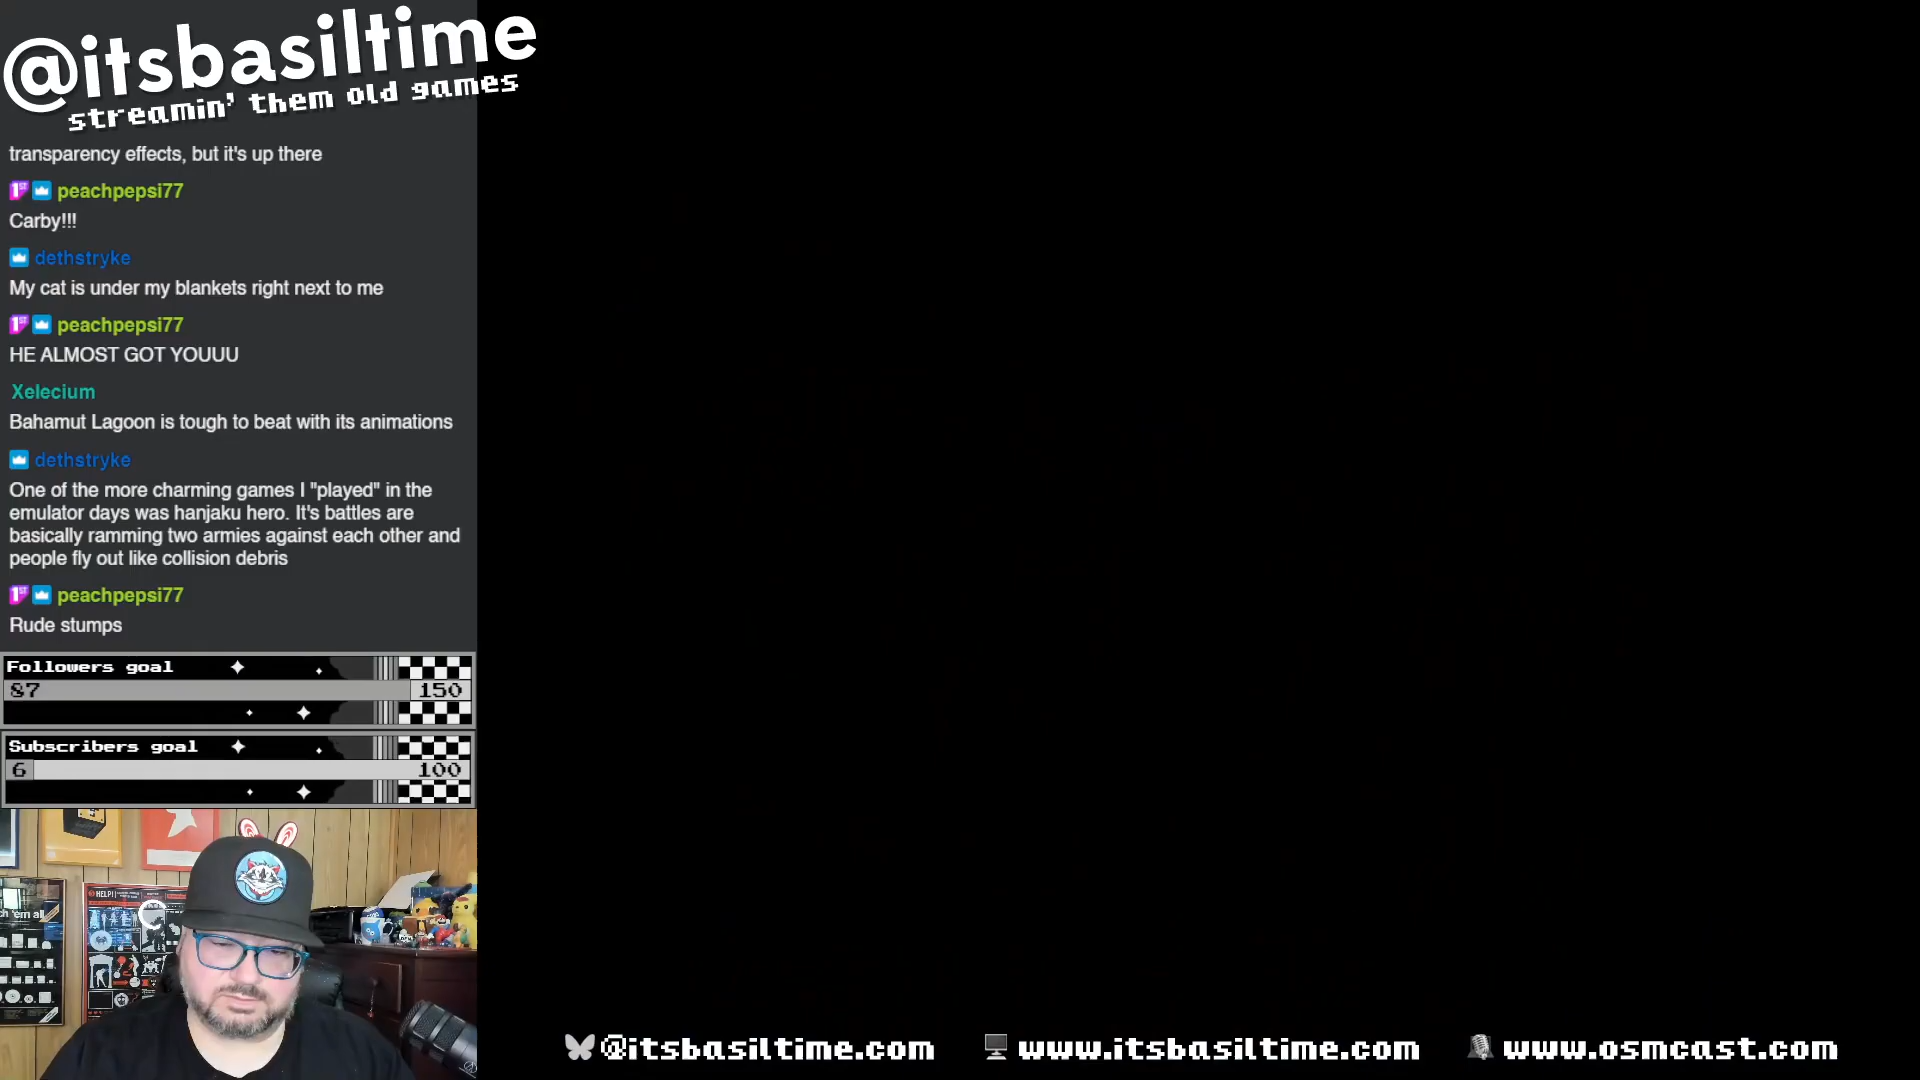 @itsbasiltime
streamin' them old games
transparency effects, but it's up there
peachpepsi77
Carby!!!
dethstryke
My cat is under my blankets right next to me
peachpepsi77
HE ALMOST GOT YOUUU
Xelecium
Bahamut Lagoon is tough to beat with its animations
dethstryke
One of the more charming games I "played" in the
emulator days was hanjaku hero. It's battles are
basically ramming two armies against each other and
people fly out like collision debris
peachpepsi77
Rude stumps
Followers goal
87 150
Subscribers goal
6 100
HELP!
@itsbasiltime.com
www.itsbasiltime.com
www.osmcast.com